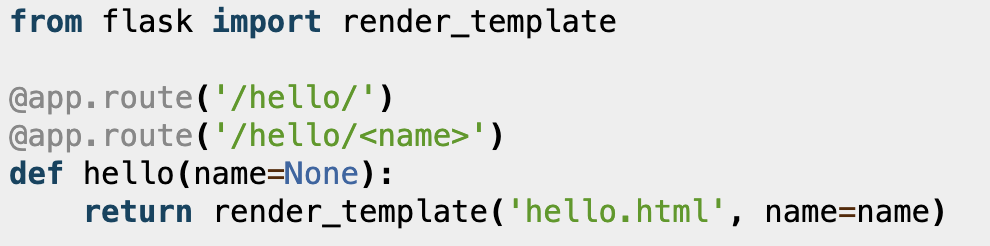 from flask import render_template
@app.route('/hello/')
@app.route('/hello/<name>')
def hello(name=None):
    return render_template('hello.html', name=name)